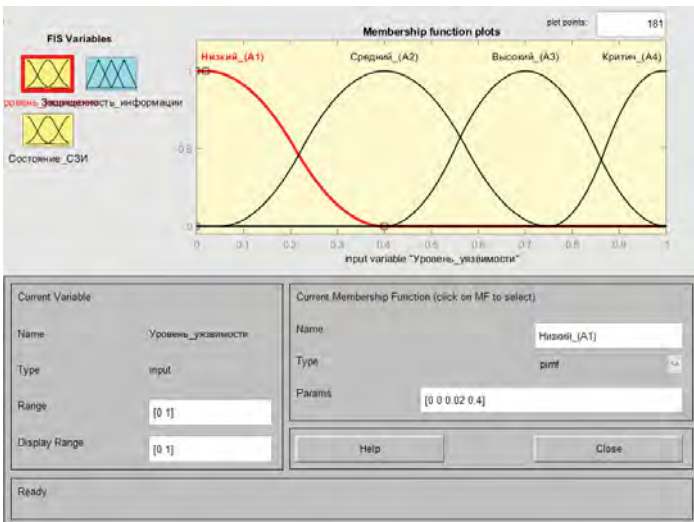 plot points: 181
FIS Variables
Membership function plots
Низкий_(A1) Средний_(A2) Высокий_(A3) Критич_(A4)
Защищенность_информации
Состояние_СЗИ
1
0.5
0
0 0.1 0.2 0.3 0.4 0.5 0.6 0.7 0.8 0.9 1
input variable "Уровень_уязвимости"
Current Variable
Name Уровень_уязвимости
Type input
Range [0 1]
Display Range [0 1]
Current Membership Function (click on MF to select)
Name Низкий_(A1)
Type pimf
Params [0 0 0.02 0.4]
Help Close
Ready